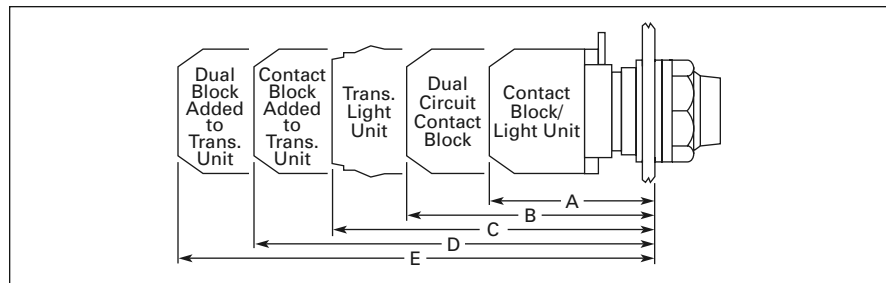 Dual
Block
Added
to
Trans.
Unit
Contact
Block
Added
to
Trans.
Unit
Trans.
Light
Unit
Dual
Circuit
Contact
Block
Contact
Block/
Light Unit
A
B
C
D
E